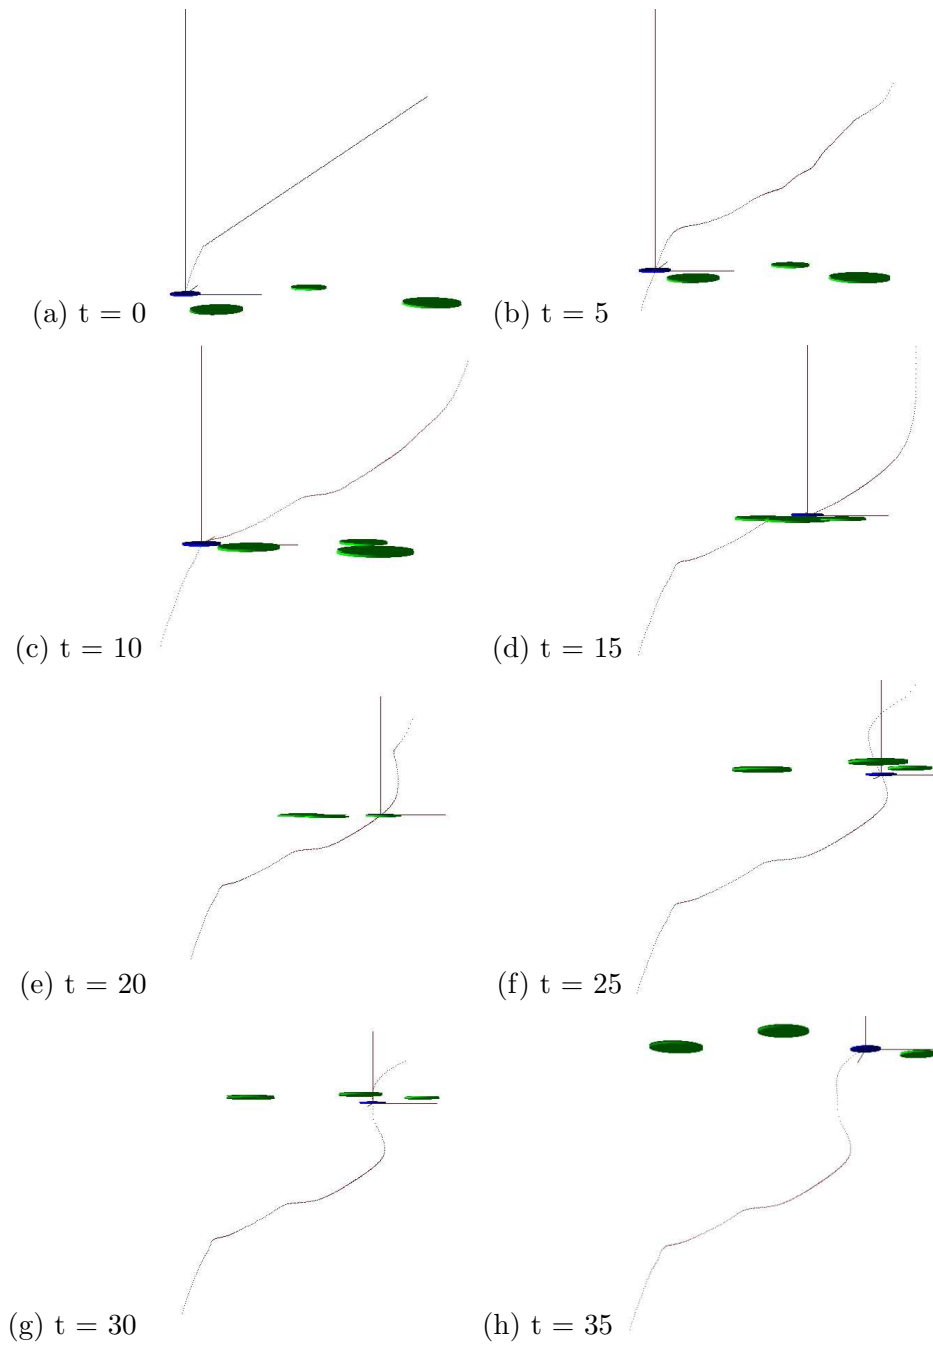 (a) t = 0
(b) t = 5
(c) t = 10
(d) t = 15
(e) t = 20
(f) t = 25
(g) t = 30
(h) t = 35